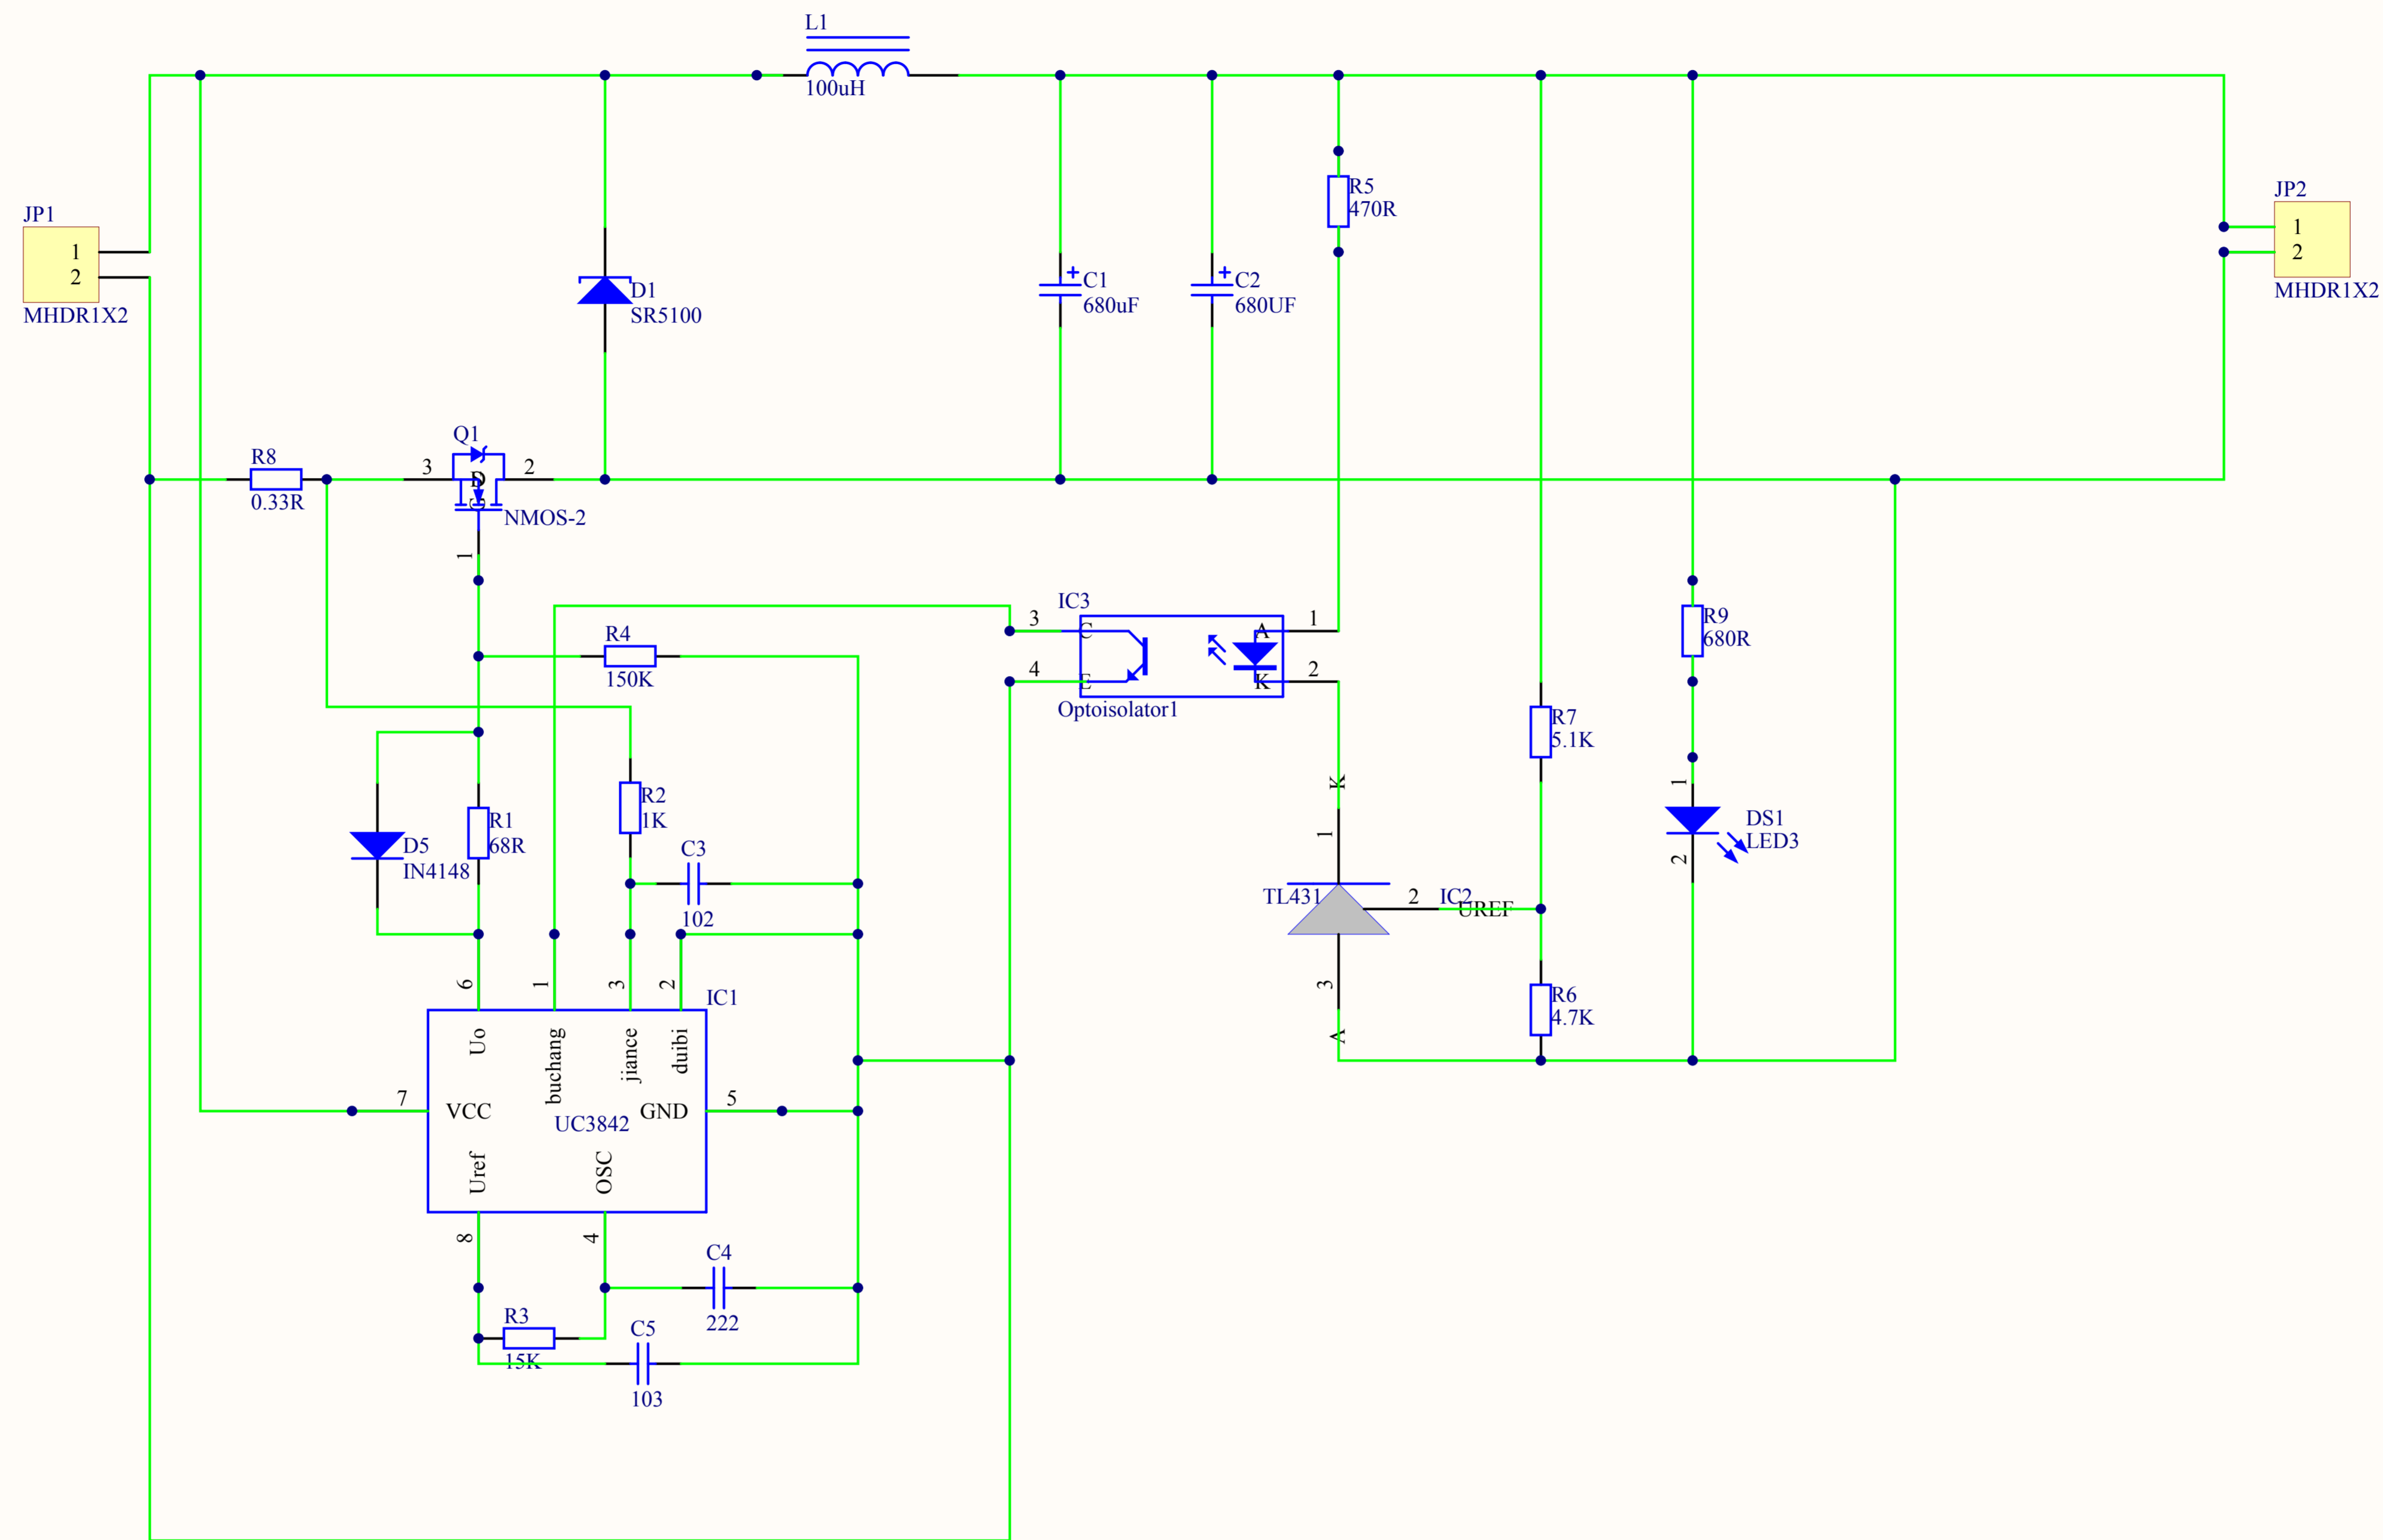 L1
100uH
JP1
1
2
MHDR1X2
JP2
1
2
MHDR1X2
D1
SR5100
C1
680uF
C2
680UF
R5
470R
Q1
3
D
2
G
NMOS-2
1
R8
0.33R
IC3
3
C
A
1
4
E
K
2
Optoisolator1
R4
150K
R9
680R
R7
5.1K
K
1
TL431
2
IC2
UREF
3
A
1
DS1
LED3
2
R6
4.7K
R2
1K
R1
68R
D5
IN4148
C3
102
6
1
3
2
IC1
Uo
buchang
jiance
duibi
7
VCC
GND
5
UC3842
Uref
OSC
8
4
C4
222
R3
15K
C5
103